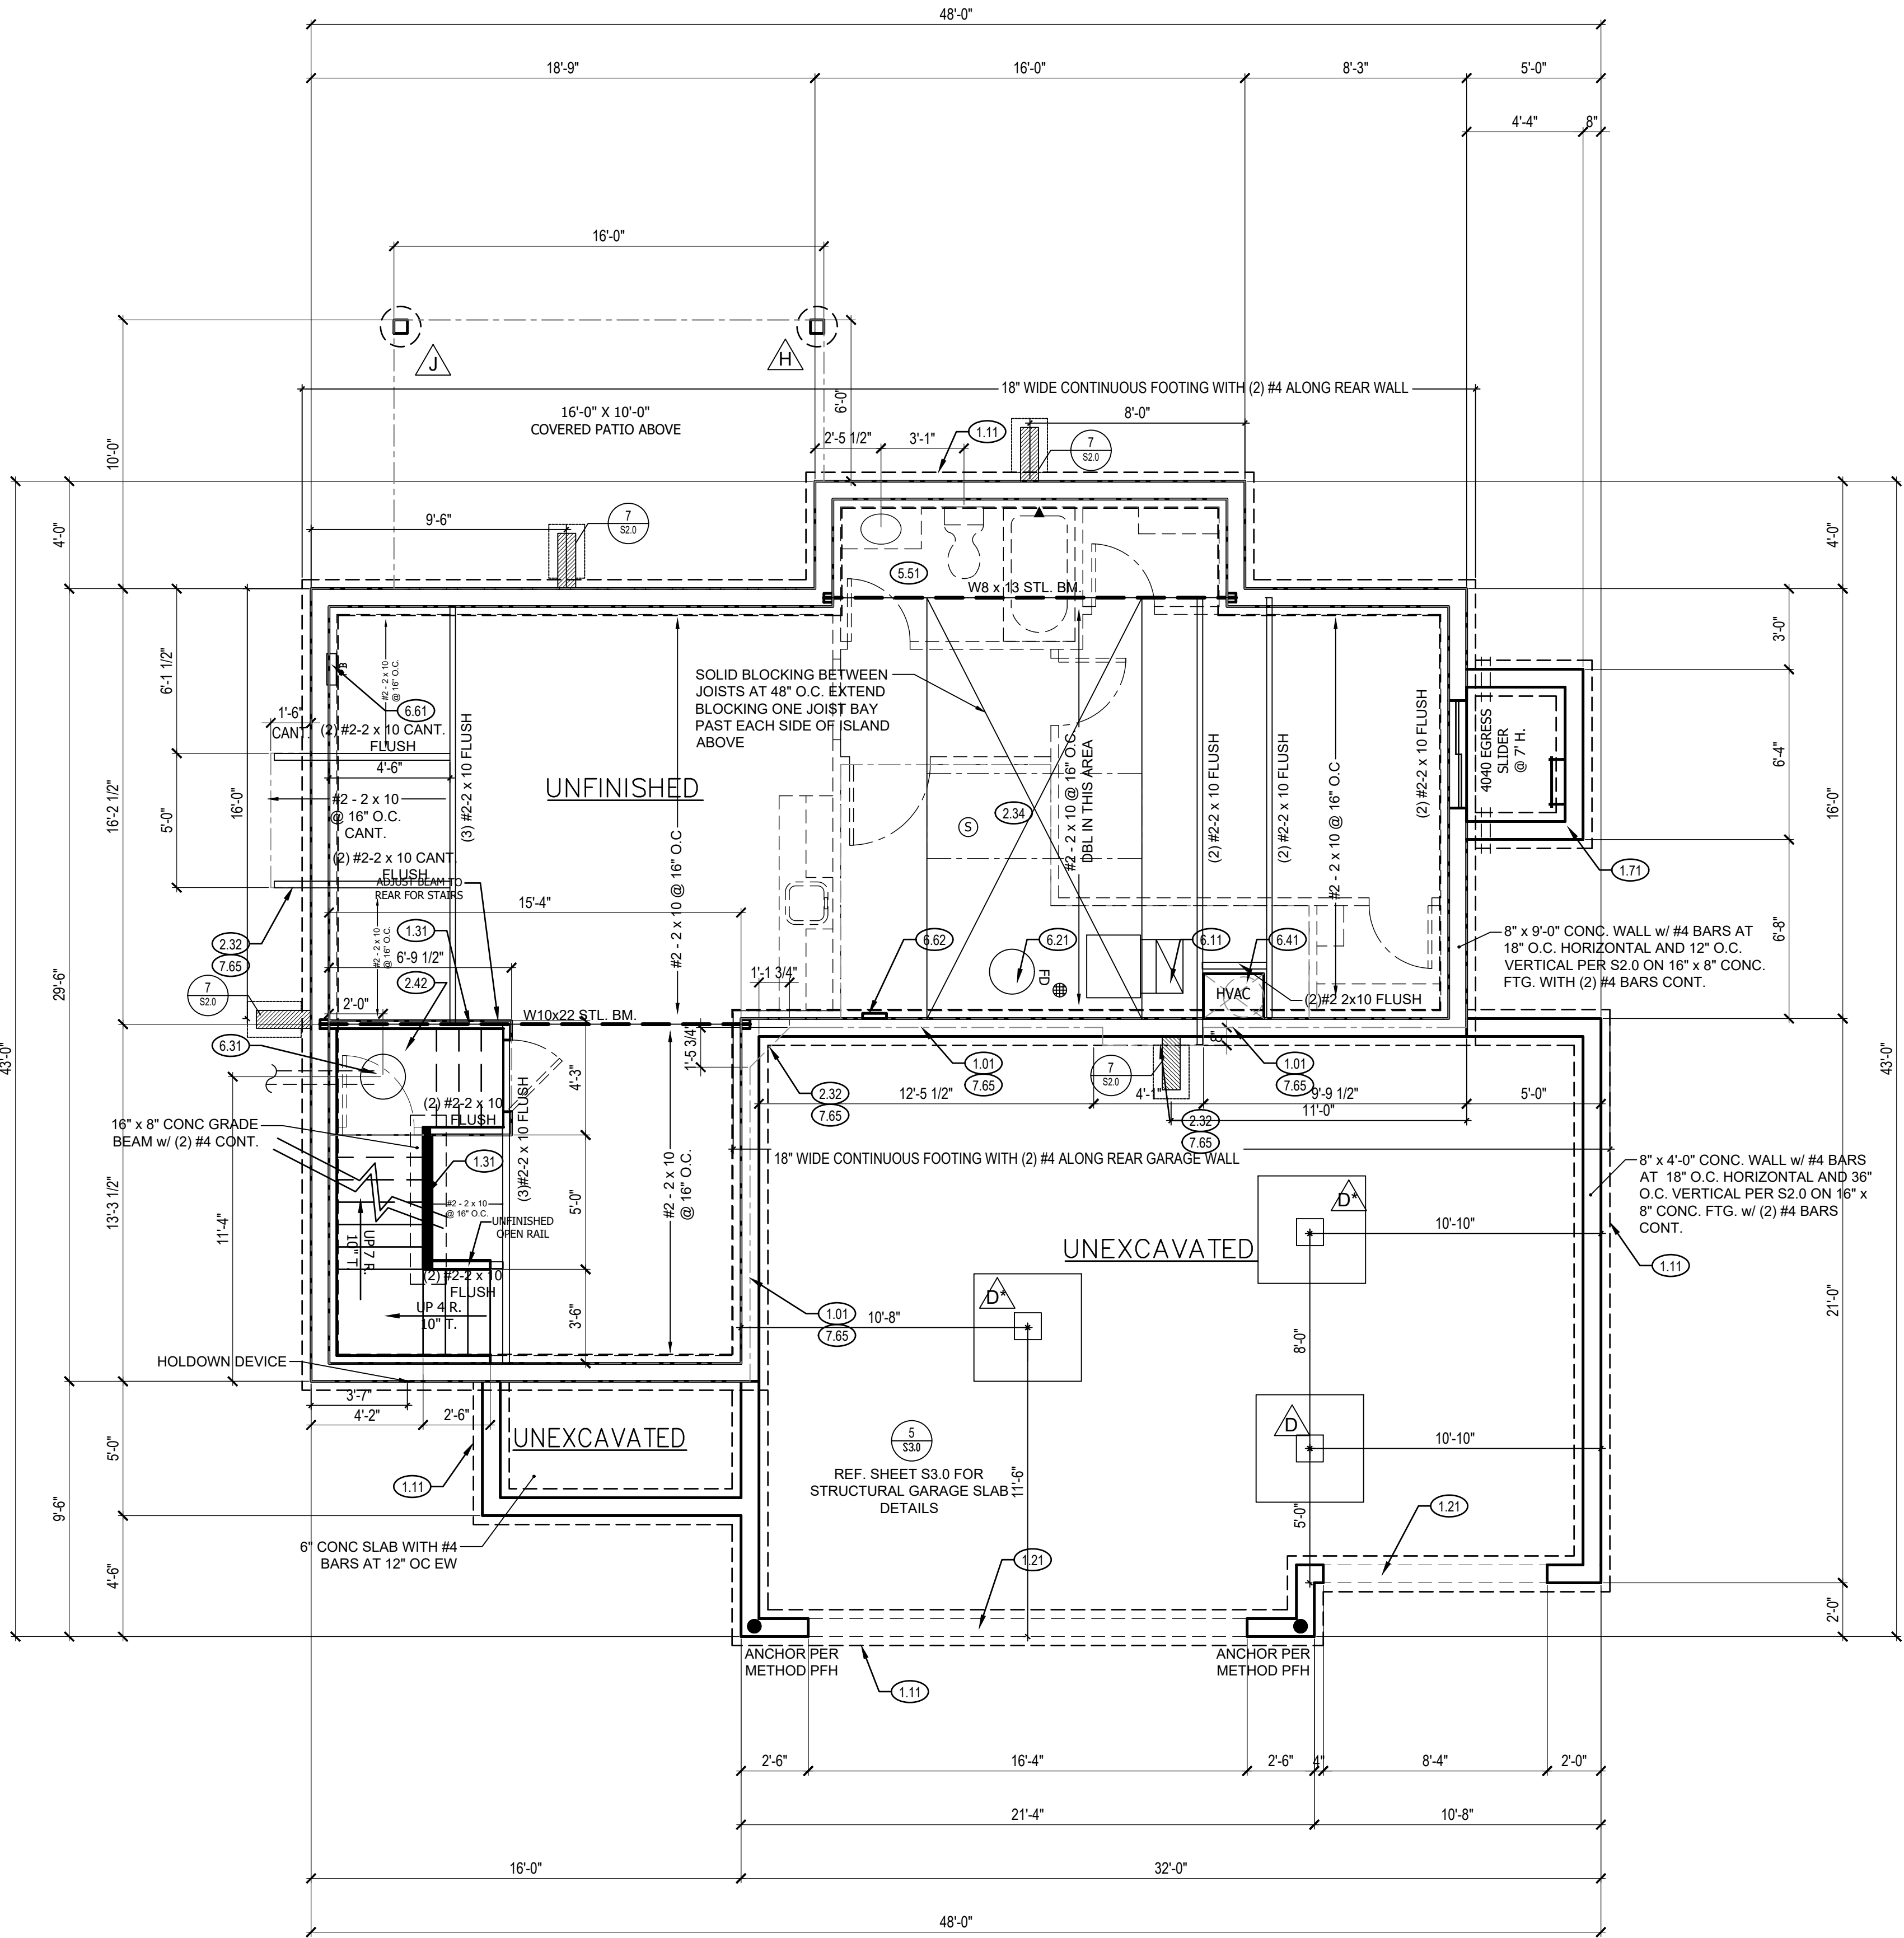 48'-0"
18'-9"
16'-0"
8'-3"
5'-0"
4'-4"
8"
16'-0"
J
H
18" WIDE CONTINUOUS FOOTING WITH (2) #4 ALONG REAR WALL
16'-0" X 10'-0"
COVERED PATIO ABOVE
6'-0"
8'-0"
2'-5 1/2"
3'-1"
1.11
7
S2.0
10'-0"
9'-6"
7
S2.0
4'-0"
4'-0"
5.51
W8 x 13 STL. BM.
3'-0"
6'-1 1/2"
B
#2 - 2 x 10
@ 16" O.C.
6.61
SOLID BLOCKING BETWEEN
JOISTS AT 48" O.C. EXTEND
BLOCKING ONE JOIST BAY
PAST EACH SIDE OF ISLAND
ABOVE
1'-6"
CANT.
(2) #2-2 x 10 CANT.
FLUSH
(3) #2-2 x 10 FLUSH
4'-6"
UNFINISHED
#2 - 2 x 10
@ 16" O.C.
CANT.
16'-2 1/2"
5'-0"
16'-0"
(2) #2-2 x 10 CANT.
FLUSH
ADJUST BEAM TO
REAR FOR STAIRS
#2 - 2 x 10 @ 16" O.C
S
2.34
#2 - 2 x 10 @ 16" O.C.
DBL IN THIS AREA
(2) #2-2 x 10 FLUSH
(2) #2-2 x 10 FLUSH
#2 - 2 x 10 @ 16" O.C
(2) #2-2 x 10 FLUSH
4040 EGRESS
SLIDER
@ 7' H.
6'-4"
16'-0"
1.71
15'-4"
2.32
7.65
1.31
#2 - 2 x 10
@ 16" O.C.
6'-9 1/2"
2.42
6.62
6.21
6.11
6.41
6'-8"
8" x 9'-0" CONC. WALL w/ #4 BARS AT
18" O.C. HORIZONTAL AND 12" O.C.
VERTICAL PER S2.0 ON 16" x 8" CONC.
FTG. WITH (2) #4 BARS CONT.
29'-6"
7
S2.0
2'-0"
1'-1 3/4"
FD
HVAC
(2)#2 2x10 FLUSH
W10x22 STL. BM.
6.31
1'-5 3/4"
43'-0"
43'-0"
8"
1.01
7.65
7
S2.0
1.01
7.65
4'-3"
2.32
7.65
12'-5 1/2"
4'-1"
9'-9 1/2"
5'-0"
11'-0"
2.32
7.65
(2) #2-2 x 10
FLUSH
(3)#2-2 x 10 FLUSH
16" x 8" CONC GRADE
BEAM w/ (2) #4 CONT.
1.31
18" WIDE CONTINUOUS FOOTING WITH (2) #4 ALONG REAR GARAGE WALL
8" x 4'-0" CONC. WALL w/ #4 BARS
AT 18" O.C. HORIZONTAL AND 36"
O.C. VERTICAL PER S2.0 ON 16" x
8" CONC. FTG. w/ (2) #4 BARS
CONT.
13'-3 1/2"
11'-4"
#2 - 2 x 10
@ 16" O.C.
5'-0"
#2 - 2 x 10
@ 16" O.C.
UNFINISHED
OPEN RAIL
UP 7 R.
10" T.
D*
10'-10"
UNEXCAVATED
1.11
(2) #2-2 x 10
FLUSH
UP 4 R.
10" T.
3'-6"
D*
1.01
7.65
10'-8"
21'-0"
8'-0"
HOLDOWN DEVICE
3'-7"
4'-2"
2'-6"
UNEXCAVATED
5
S3.0
REF. SHEET S3.0 FOR
STRUCTURAL GARAGE SLAB
DETAILS
11'-6"
D
10'-10"
5'-0"
1.11
9'-6"
5'-0"
1.21
6" CONC SLAB WITH #4
BARS AT 12" OC EW
1.21
4'-6"
2'-0"
ANCHOR PER
METHOD PFH
ANCHOR PER
METHOD PFH
1.11
2'-6"
16'-4"
2'-6"
4"
8'-4"
2'-0"
21'-4"
10'-8"
16'-0"
32'-0"
48'-0"